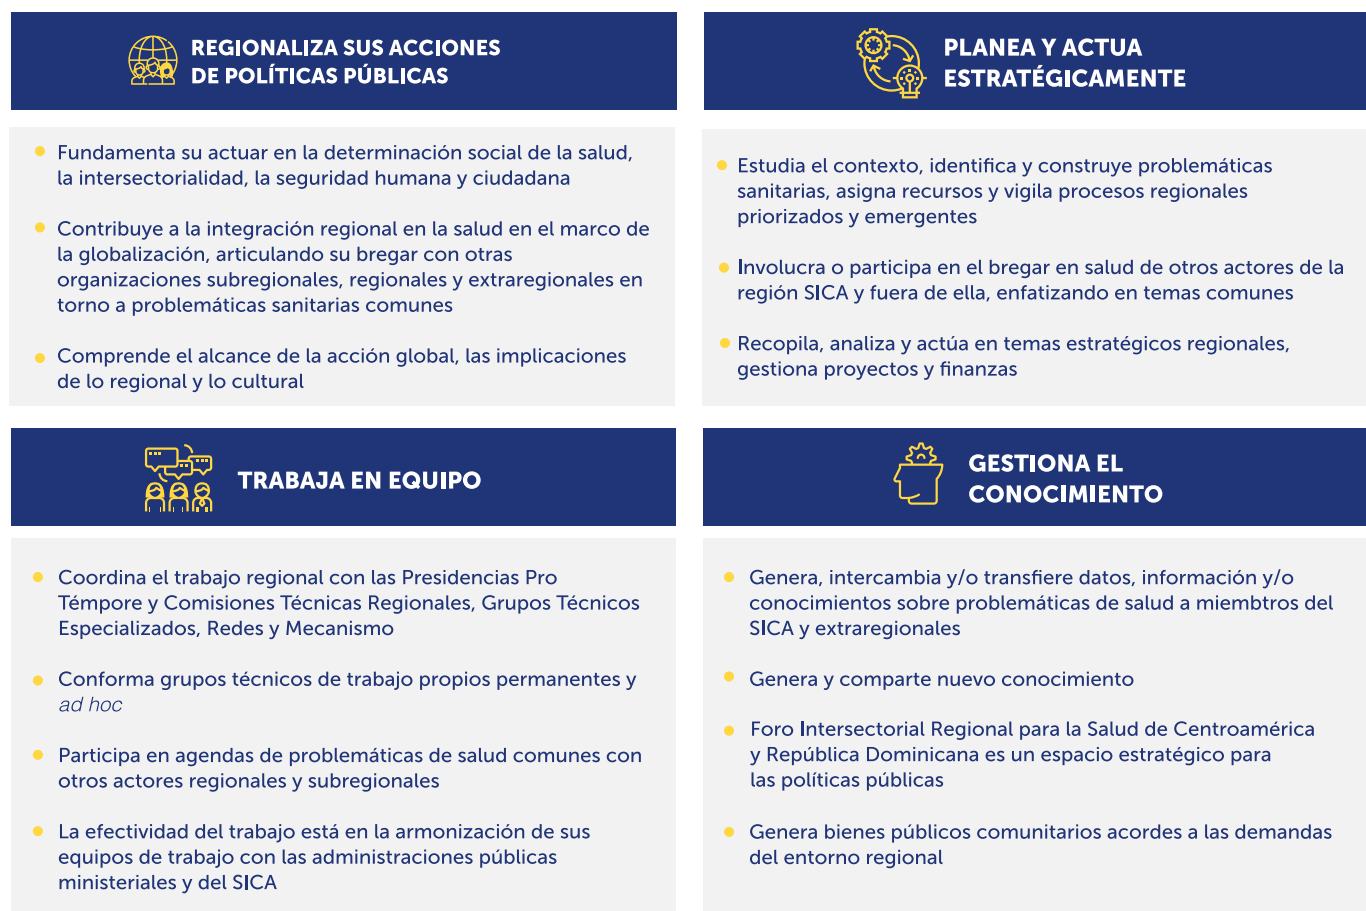 REGIONALIZA SUS ACCIONES
DE POLÍTICAS PÚBLICAS
Fundamenta su actuar en la determinación social de la salud,
la intersectorialidad, la seguridad humana y ciudadana
Contribuye a la integración regional en la salud en el marco de
la globalización, articulando su bregar con otras
organizaciones subregionales, regionales y extraregionales en
torno a problemáticas sanitarias comunes
Comprende el alcance de la acción global, las implicaciones
de lo regional y lo cultural
PLANEA Y ACTUA
ESTRATÉGICAMENTE
Estudia el contexto, identifica y construye problemáticas
sanitarias, asigna recursos y vigila procesos regionales
priorizados y emergentes
Involucra o participa en el bregar en salud de otros actores de la
región SICA y fuera de ella, enfatizando en temas comunes
Recopila, analiza y actúa en temas estratégicos regionales,
gestiona proyectos y finanzas
TRABAJA EN EQUIPO
Coordina el trabajo regional con las Presidencias Pro
Témpore y Comisiones Técnicas Regionales, Grupos Técnicos
Especializados, Redes y Mecanismo
Conforma grupos técnicos de trabajo propios permanentes y
ad hoc
Participa en agendas de problemáticas de salud comunes con
otros actores regionales y subregionales
La efectividad del trabajo está en la armonización de sus
equipos de trabajo con las administraciones públicas
ministeriales y del SICA
GESTIONA EL
CONOCIMIENTO
Genera, intercambia y/o transfiere datos, información y/o
conocimientos sobre problemáticas de salud a miembtros del
SICA y extraregionales
Genera y comparte nuevo conocimiento
Foro Intersectorial Regional para la Salud de Centroamérica
y República Dominicana es un espacio estratégico para
las políticas públicas
Genera bienes públicos comunitarios acordes a las demandas
del entorno regional